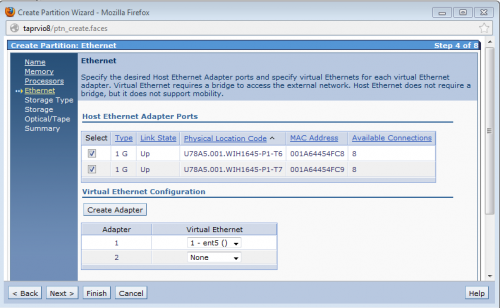 Create Partition Wizard - Mozilla Firefox
taprvio8/ptn_create.faces
Create Partition: Ethernet Step 4 of 8
Name
Memory
Processors
Ethernet
Storage Type
Storage
Optical/Tape
Summary
Ethernet
Specify the desired Host Ethernet Adapter ports and specify virtual Ethernets for each virtual Ethernet
adapter. Virtual Ethernet requires a bridge to access the external network. Host Ethernet does not require a
bridge, but it does not support mobility.
Host Ethernet Adapter Ports
Select Type Link State Physical Location Code MAC Address Available Connections
1 G Up U78A5.001.WIH1645-P1-T6 001A64454FC8 8
1 G Up U78A5.001.WIH1645-P1-T7 001A64454FC9 8
Virtual Ethernet Configuration
Create Adapter
Adapter Virtual Ethernet
1 1 - ent5 ()
2 None
< Back Next > Finish Cancel Help